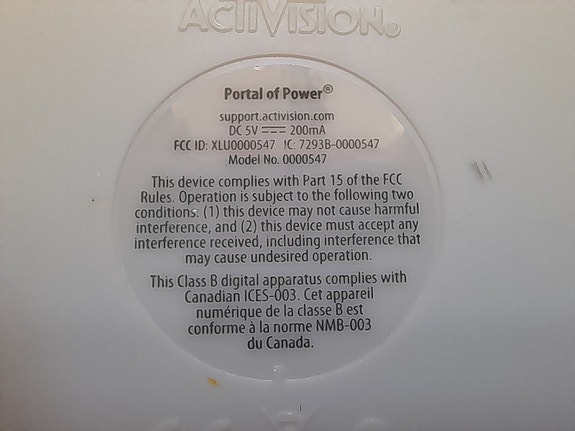 ACTIVISION®
Portal of Power®
support.activision.com
DC 5V ⎓ 200mA
FCC ID: XLU0000547 IC: 7293B-0000547
Model No. 0000547
This device complies with Part 15 of the FCC
Rules. Operation is subject to the following two
conditions: (1) this device may not cause harmful
interference, and (2) this device must accept any
interference received, including interference that
may cause undesired operation.
This Class B digital apparatus complies with
Canadian ICES-003. Cet appareil
numérique de la classe B est
conforme à la norme NMB-003
du Canada.